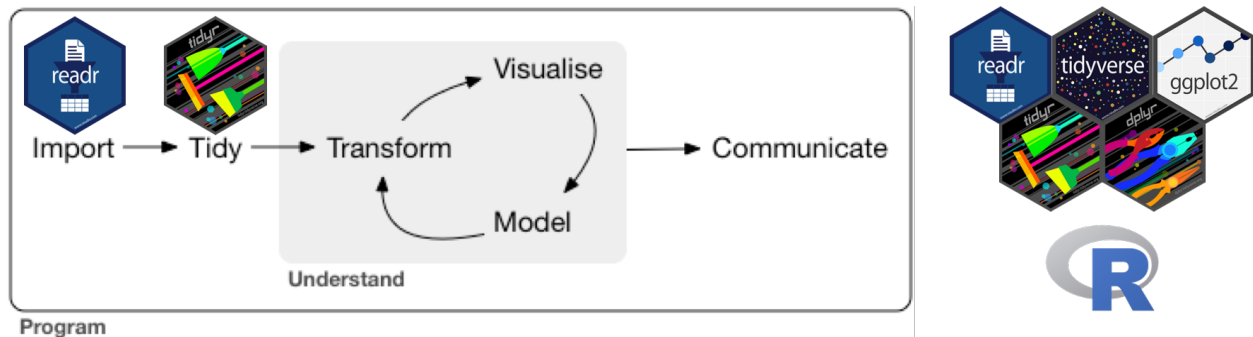 readr
tidyr
Visualise
Import
Tidy
Transform
Communicate
Model
Understand
Program
readr
tidyverse
ggplot2
tidyr
dplyr
R